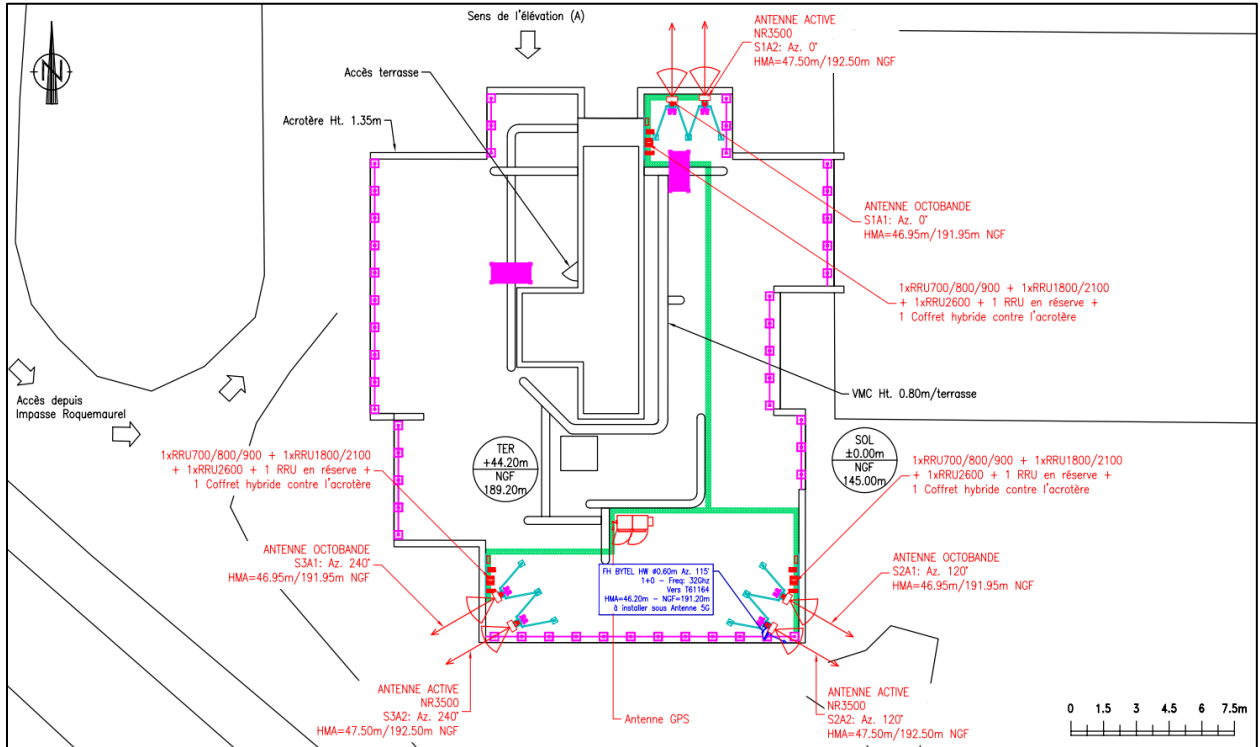 Sens de l'élévation (A)
ANTENNE ACTIVE
NR3500
S1A2: Az. 0°
HMA=47.50m/192.50m NGF
N
Accès terrasse
Acrotère Ht. 1.35m
ANTENNE OCTOBANDE
S1A1: Az. 0°
HMA=46.95m/191.95m NGF
1xRRU700/800/900 + 1xRRU1800/2100
+ 1xRRU2600 + 1 RRU en réserve +
1 Coffret hybride contre l'acrotère
Accès depuis
Impasse Roquemaurel
VMC Ht. 0.80m/terrasse
TER
+44.20m
NGF
189.20m
SOL
±0.00m
NGF
145.00m
1xRRU700/800/900 + 1xRRU1800/2100
+ 1xRRU2600 + 1 RRU en réserve +
1 Coffret hybride contre l'acrotère
1xRRU700/800/900 + 1xRRU1800/2100
+ 1xRRU2600 + 1 RRU en réserve +
1 Coffret hybride contre l'acrotère
ANTENNE OCTOBANDE
S3A1: Az. 240°
HMA=46.95m/191.95m NGF
FH BYTEL HW Ø0.60m Az. 115°
1+0 - Freq: 32Ghz
Vers T61164
HMA=46.20m - NGF=191.20m
à installer sous Antenne 5G
ANTENNE OCTOBANDE
S2A1: Az. 120°
HMA=46.95m/191.95m NGF
ANTENNE ACTIVE
NR3500
S3A2: Az. 240°
HMA=47.50m/192.50m NGF
Antenne GPS
ANTENNE ACTIVE
NR3500
S2A2: Az. 120°
HMA=47.50m/192.50m NGF
0 1.5 3 4.5 6 7.5m